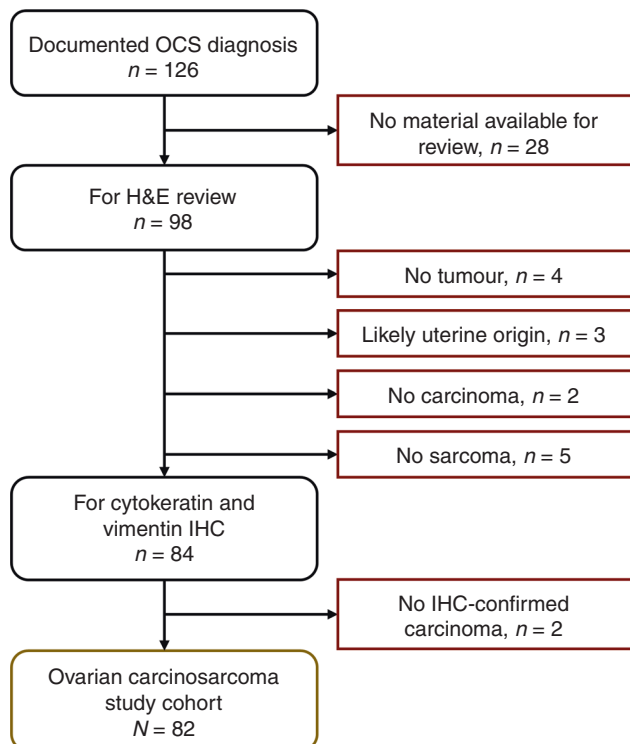 Documented OCS diagnosis
n = 126
No material available for
review, n = 28
For H&E review
n = 98
No tumour, n = 4
Likely uterine origin, n = 3
No carcinoma, n = 2
No sarcoma, n = 5
For cytokeratin and
vimentin IHC
n = 84
No IHC-confirmed
carcinoma, n = 2
Ovarian carcinosarcoma
study cohort
N = 82